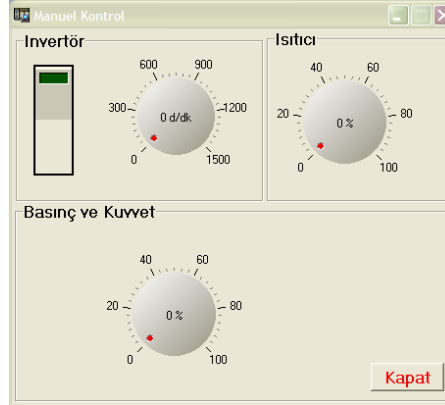 Manuel Kontrol
Invertör
600 900
300 1200
0 d/dk
0 1500
Isıtıcı
40 60
20 80
0 %
0 100
Basınç ve Kuvvet
40 60
20 80
0 %
0 100
Kapat